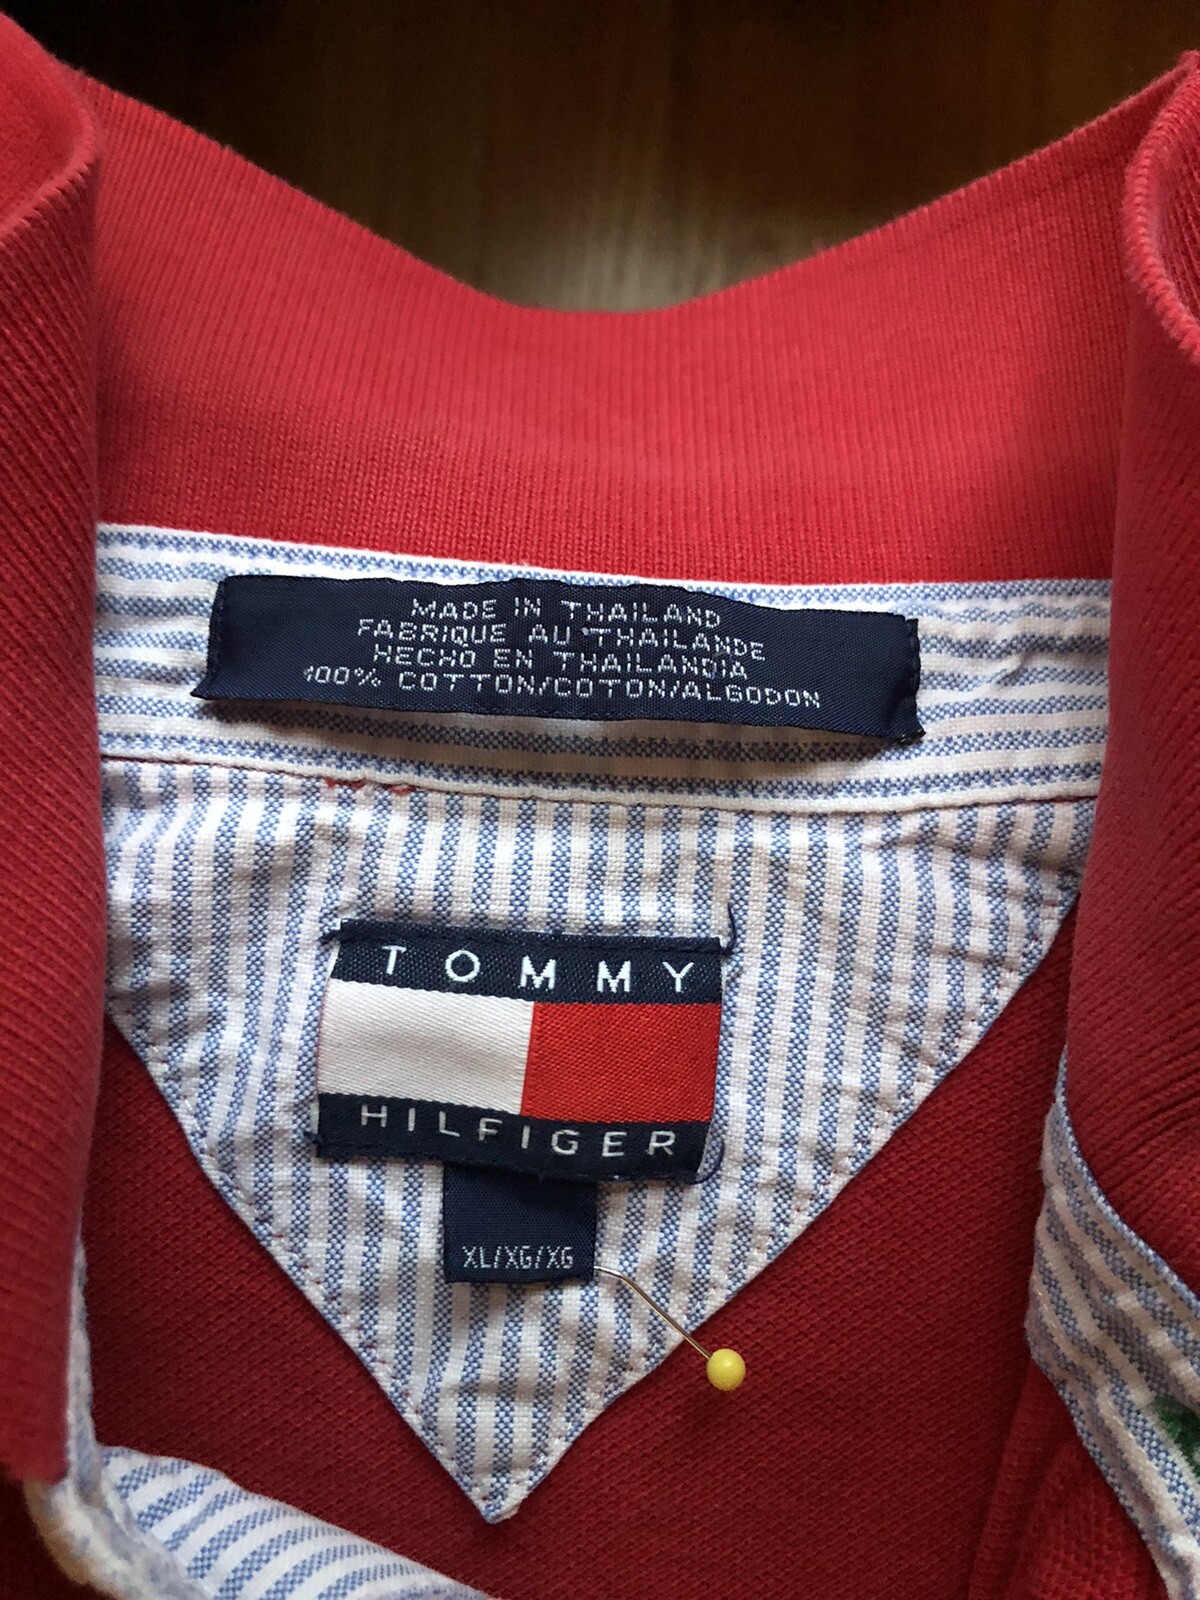 MADE IN THAILAND
FABRIQUE AU THAILANDE
HECHO EN THAILANDIA
100% COTTON/COTON/ALGODON
TOMMY
HILFIGER
XL/XG/XG